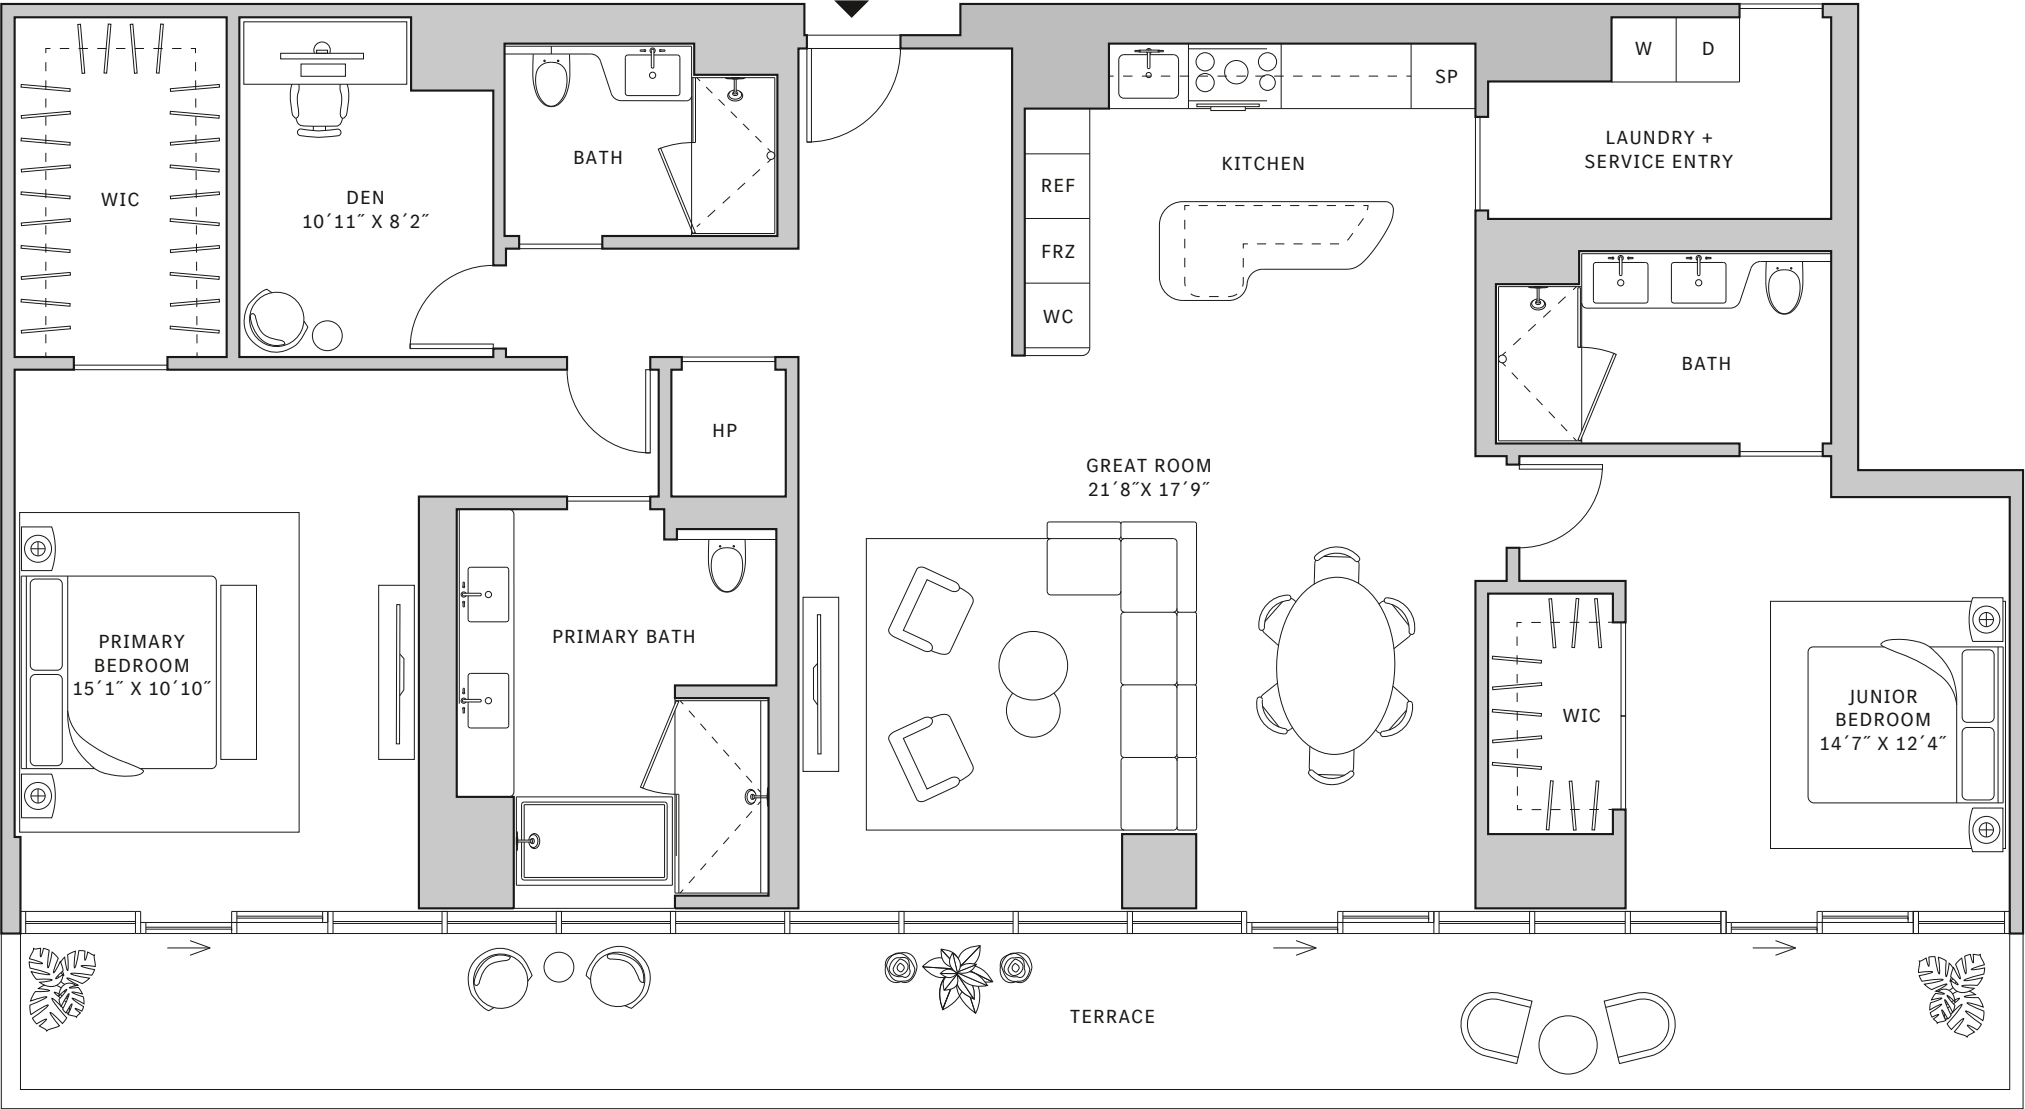 W
D
SP
LAUNDRY +
SERVICE ENTRY
BATH
KITCHEN
REF
WIC
DEN
10´11˝ X 8´2˝
FRZ
WC
BATH
HP
GREAT ROOM
21´8˝X 17´9˝
PRIMARY
BEDROOM
15´1˝ X 10´10˝
PRIMARY BATH
WIC
JUNIOR
BEDROOM
14´7˝ X 12´4˝
TERRACE